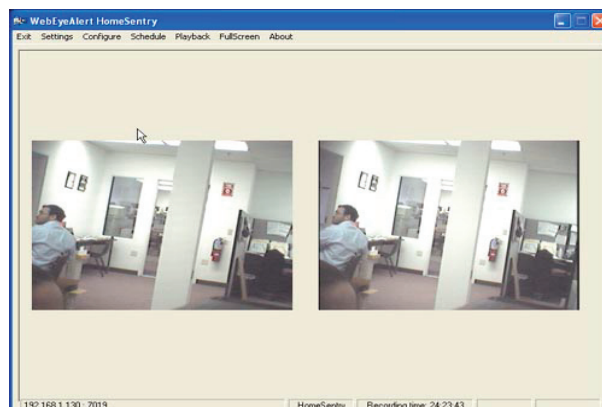 WebEyeAlert HomeSentry
Exit Settings Configure Schedule Playback FullScreen About
192.168.1.130 : 7019 HomeSentry Recording time: 24:23:43